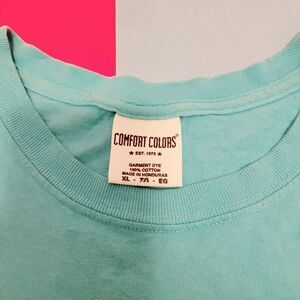 COMFORT COLORS®
★ EST. 1975 ★
GARMENT DYE
100% COTTON
MADE IN HONDURAS
XL · TG · EG